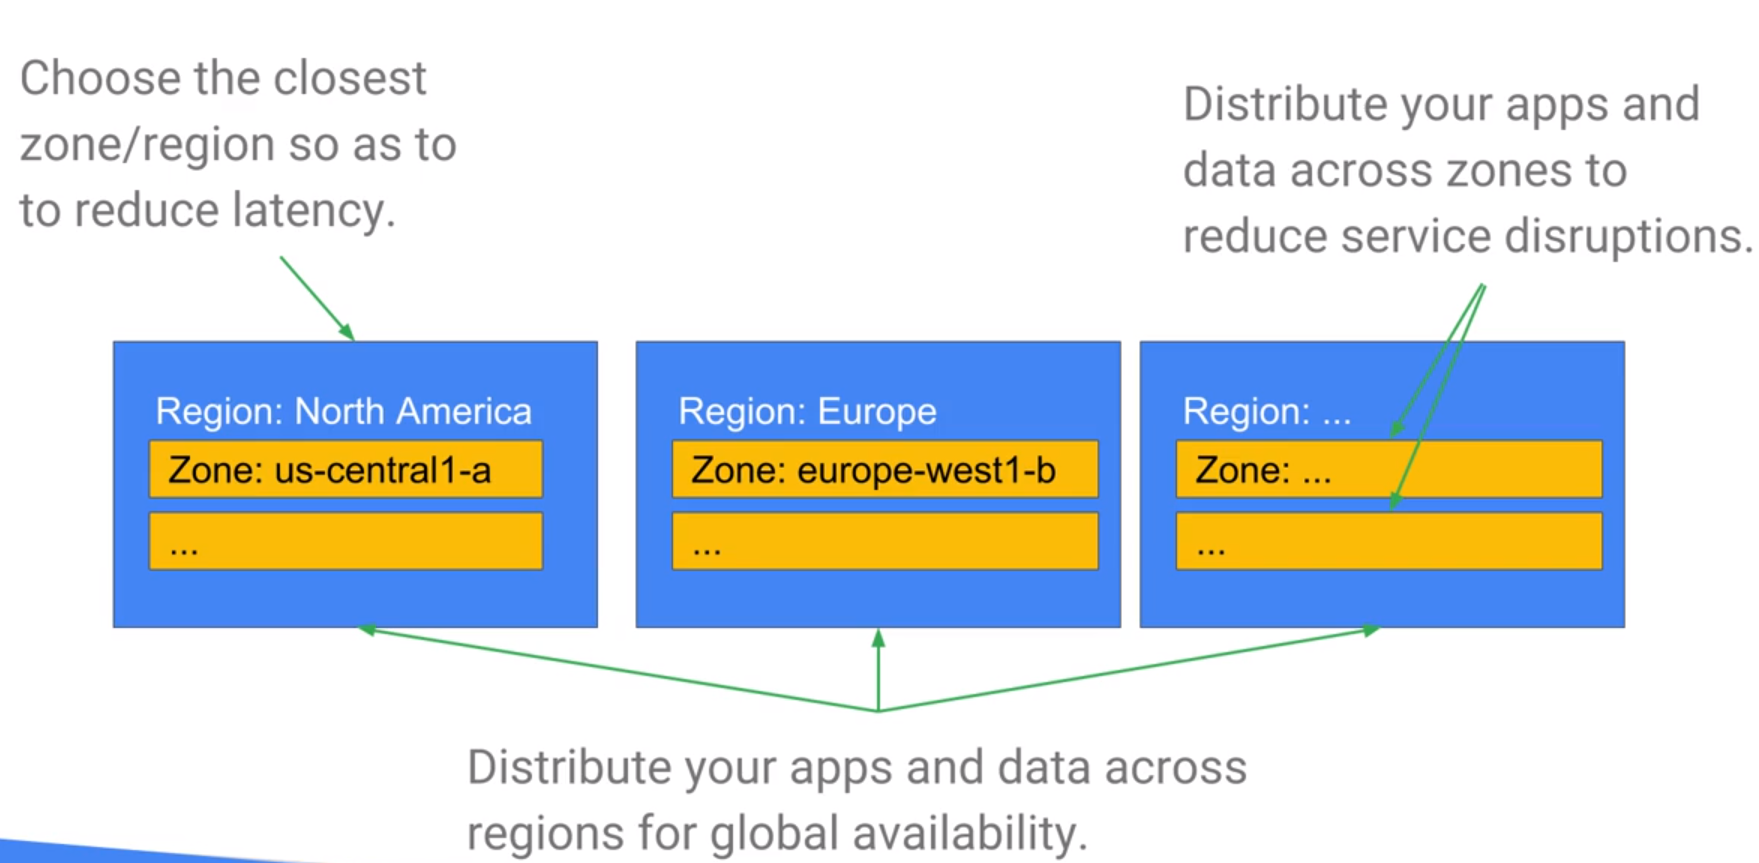 Choose the closest
zone/region so as to
to reduce latency.
Distribute your apps and
data across zones to
reduce service disruptions.
Region: North America
Zone: us-central1-a
...
Region: Europe
Zone: europe-west1-b
...
Region: ...
Zone: ...
...
Distribute your apps and data across
regions for global availability.